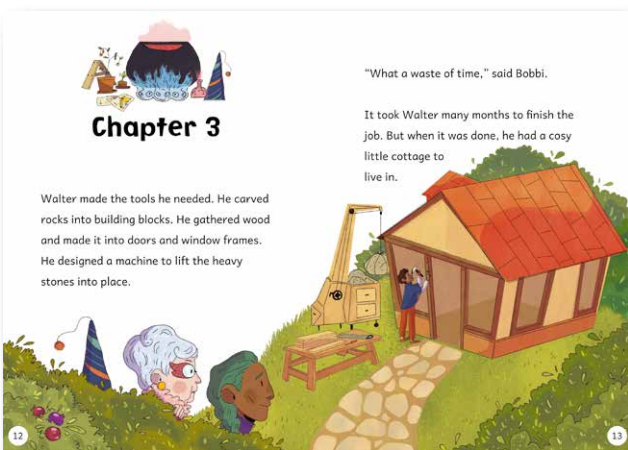 Chapter 3
Walter made the tools he needed. He carved
rocks into building blocks. He gathered wood
and made it into doors and window frames.
He designed a machine to lift the heavy
stones into place.
12
“What a waste of time,” said Bobbi.
It took Walter many months to finish the
job. But when it was done, he had a cosy
little cottage to
live in.
13